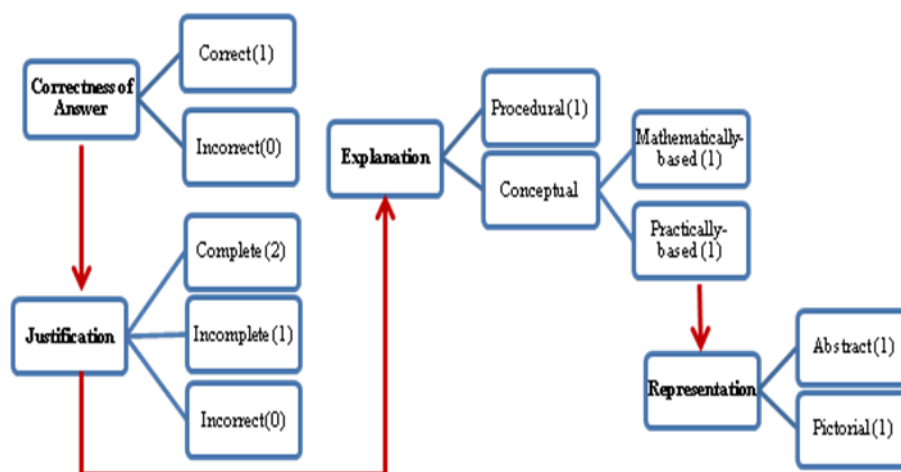 Correctness of
Answer
Correct(1)
Incorrect(0)
Justification
Complete(2)
Incomplete(1)
Incorrect(0)
Explanation
Procedural(1)
Conceptual
Mathematically-
based(1)
Practically-
based(1)
Representation
Abstract(1)
Pictorial(1)